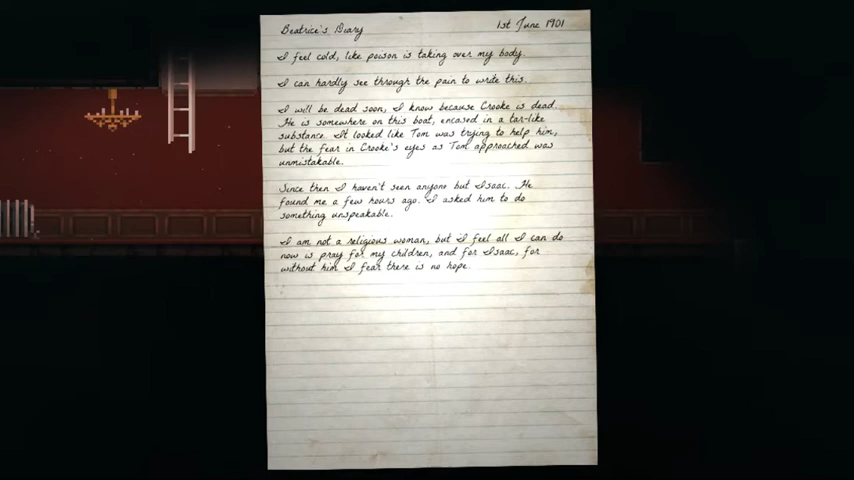 Beatrice's Diary
1st June 1901
I feel cold, like poison is taking over my body.
I can hardly see through the pain to write this.
I will be dead soon, I know because Crooke is dead.
He is somewhere on this boat, encased in a tar-like
substance. It looked like Tom was trying to help him,
but the fear in Crooke's eyes as Tom approached was
unmistakable.
Since then I haven't seen anyone but Isaac. He
found me a few hours ago. I asked him to do
something unspeakable.
I am not a religious woman, but I feel all I can do
now is pray for my children, and for Isaac, for
without him I fear there is no hope.